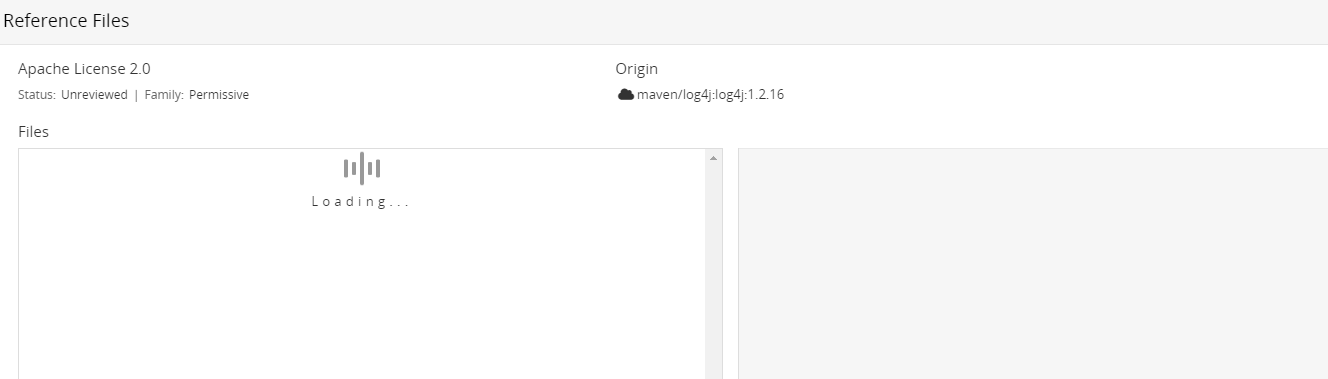 Reference Files
Apache License 2.0
Status: Unreviewed | Family: Permissive
Origin
maven/log4j:log4j:1.2.16
Files
Loading...